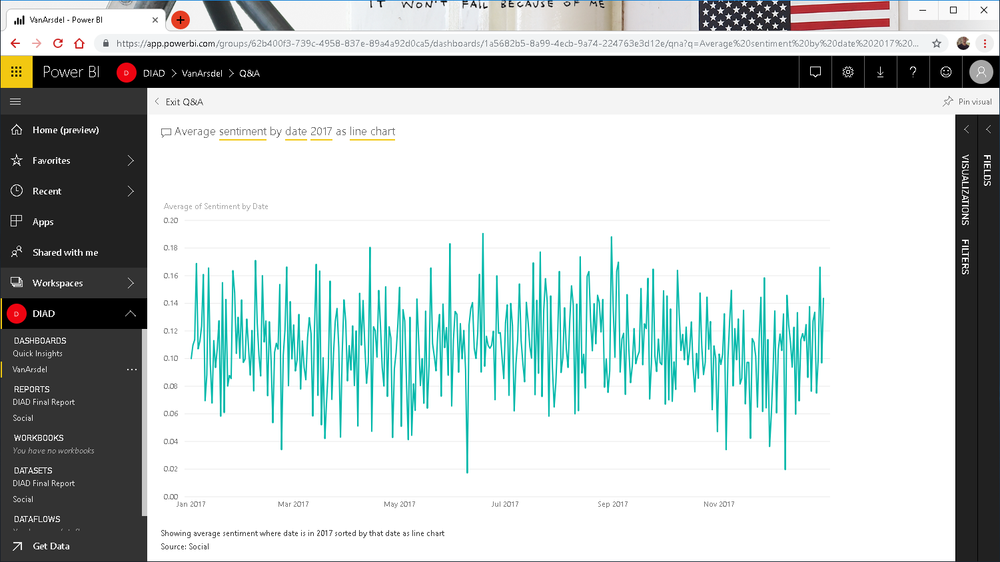 IT WON'T FAIL BECAUSE OF ME
VanArsdel - Power BI
https://app.powerbi.com/groups/62b400f3-739c-4958-837e-89a4a92d0ca5/dashboards/1a5682b5-8a99-4ecb-9a74-224763e3d12e/qna?q=Average%20sentiment%20by%20date%202017%20...
Power BI
D
DIAD
VanArsdel
Q&A
?
Exit Q&A
Pin visual
Home (preview)
Favorites
Recent
Apps
Shared with me
Workspaces
D
DIAD
DASHBOARDS
Quick Insights
VanArsdel
...
REPORTS
DIAD Final Report
Social
WORKBOOKS
You have no workbooks
DATASETS
DIAD Final Report
Social
DATAFLOWS
Get Data
Average sentiment by date 2017 as line chart
Average of Sentiment by Date
0.20
0.18
0.16
0.14
0.12
0.10
0.08
0.06
0.04
0.02
0.00
Jan 2017
Mar 2017
May 2017
Jul 2017
Sep 2017
Nov 2017
Showing average sentiment where date is in 2017 sorted by that date as line chart
Source: Social
VISUALIZATIONS
FILTERS
FIELDS